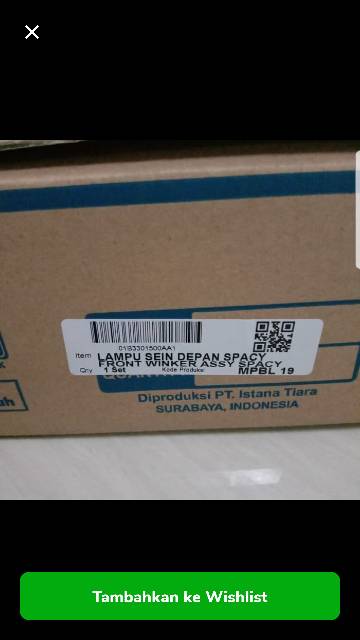 01S3301500AA1
Item LAMPU SEIN DEPAN SPACY
FRONT WINKER ASSY SPACY
Qty 1 Set Kode Produksi MPBL 19
Diproduksi PT. Istana Tiara
SURABAYA, INDONESIA
Tambahkan ke Wishlist